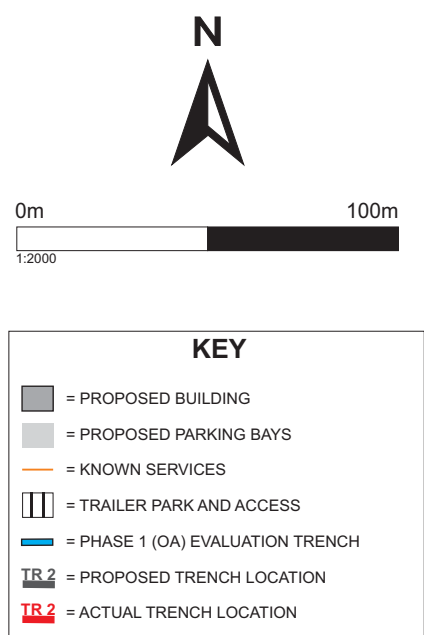 N
0m 100m
1:2000
KEY
= PROPOSED BUILDING
= PROPOSED PARKING BAYS
= KNOWN SERVICES
= TRAILER PARK AND ACCESS
= PHASE 1 (OA) EVALUATION TRENCH
TR 2 = PROPOSED TRENCH LOCATION
TR 2 = ACTUAL TRENCH LOCATION